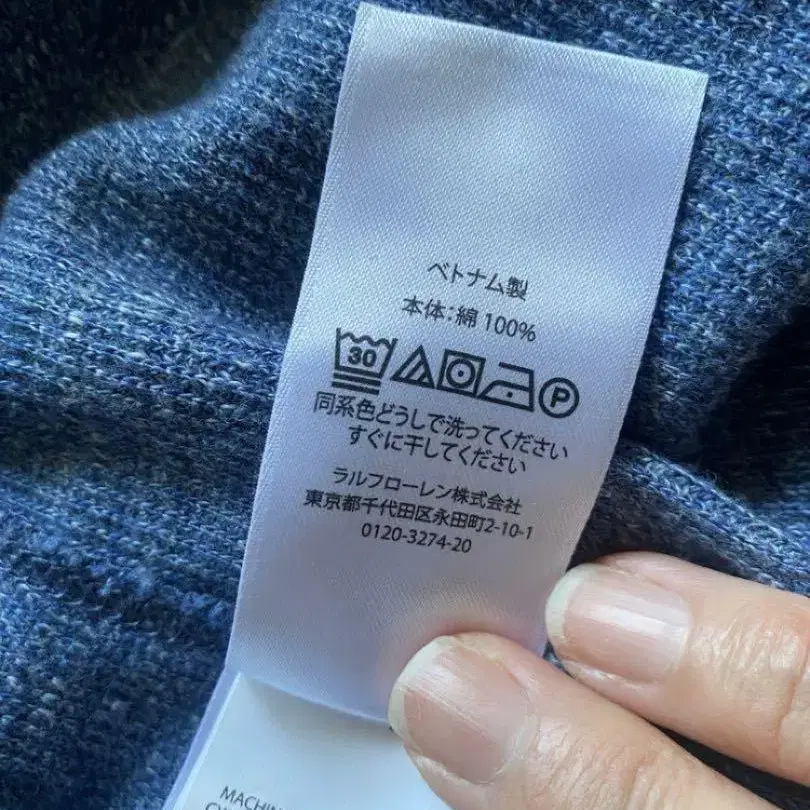 ベトナム製
本体:綿 100%
30
P
同系色どうしで洗ってください
すぐに干してください
ラルフローレン株式会社
東京都千代田区永田町2-10-1
0120-3274-20